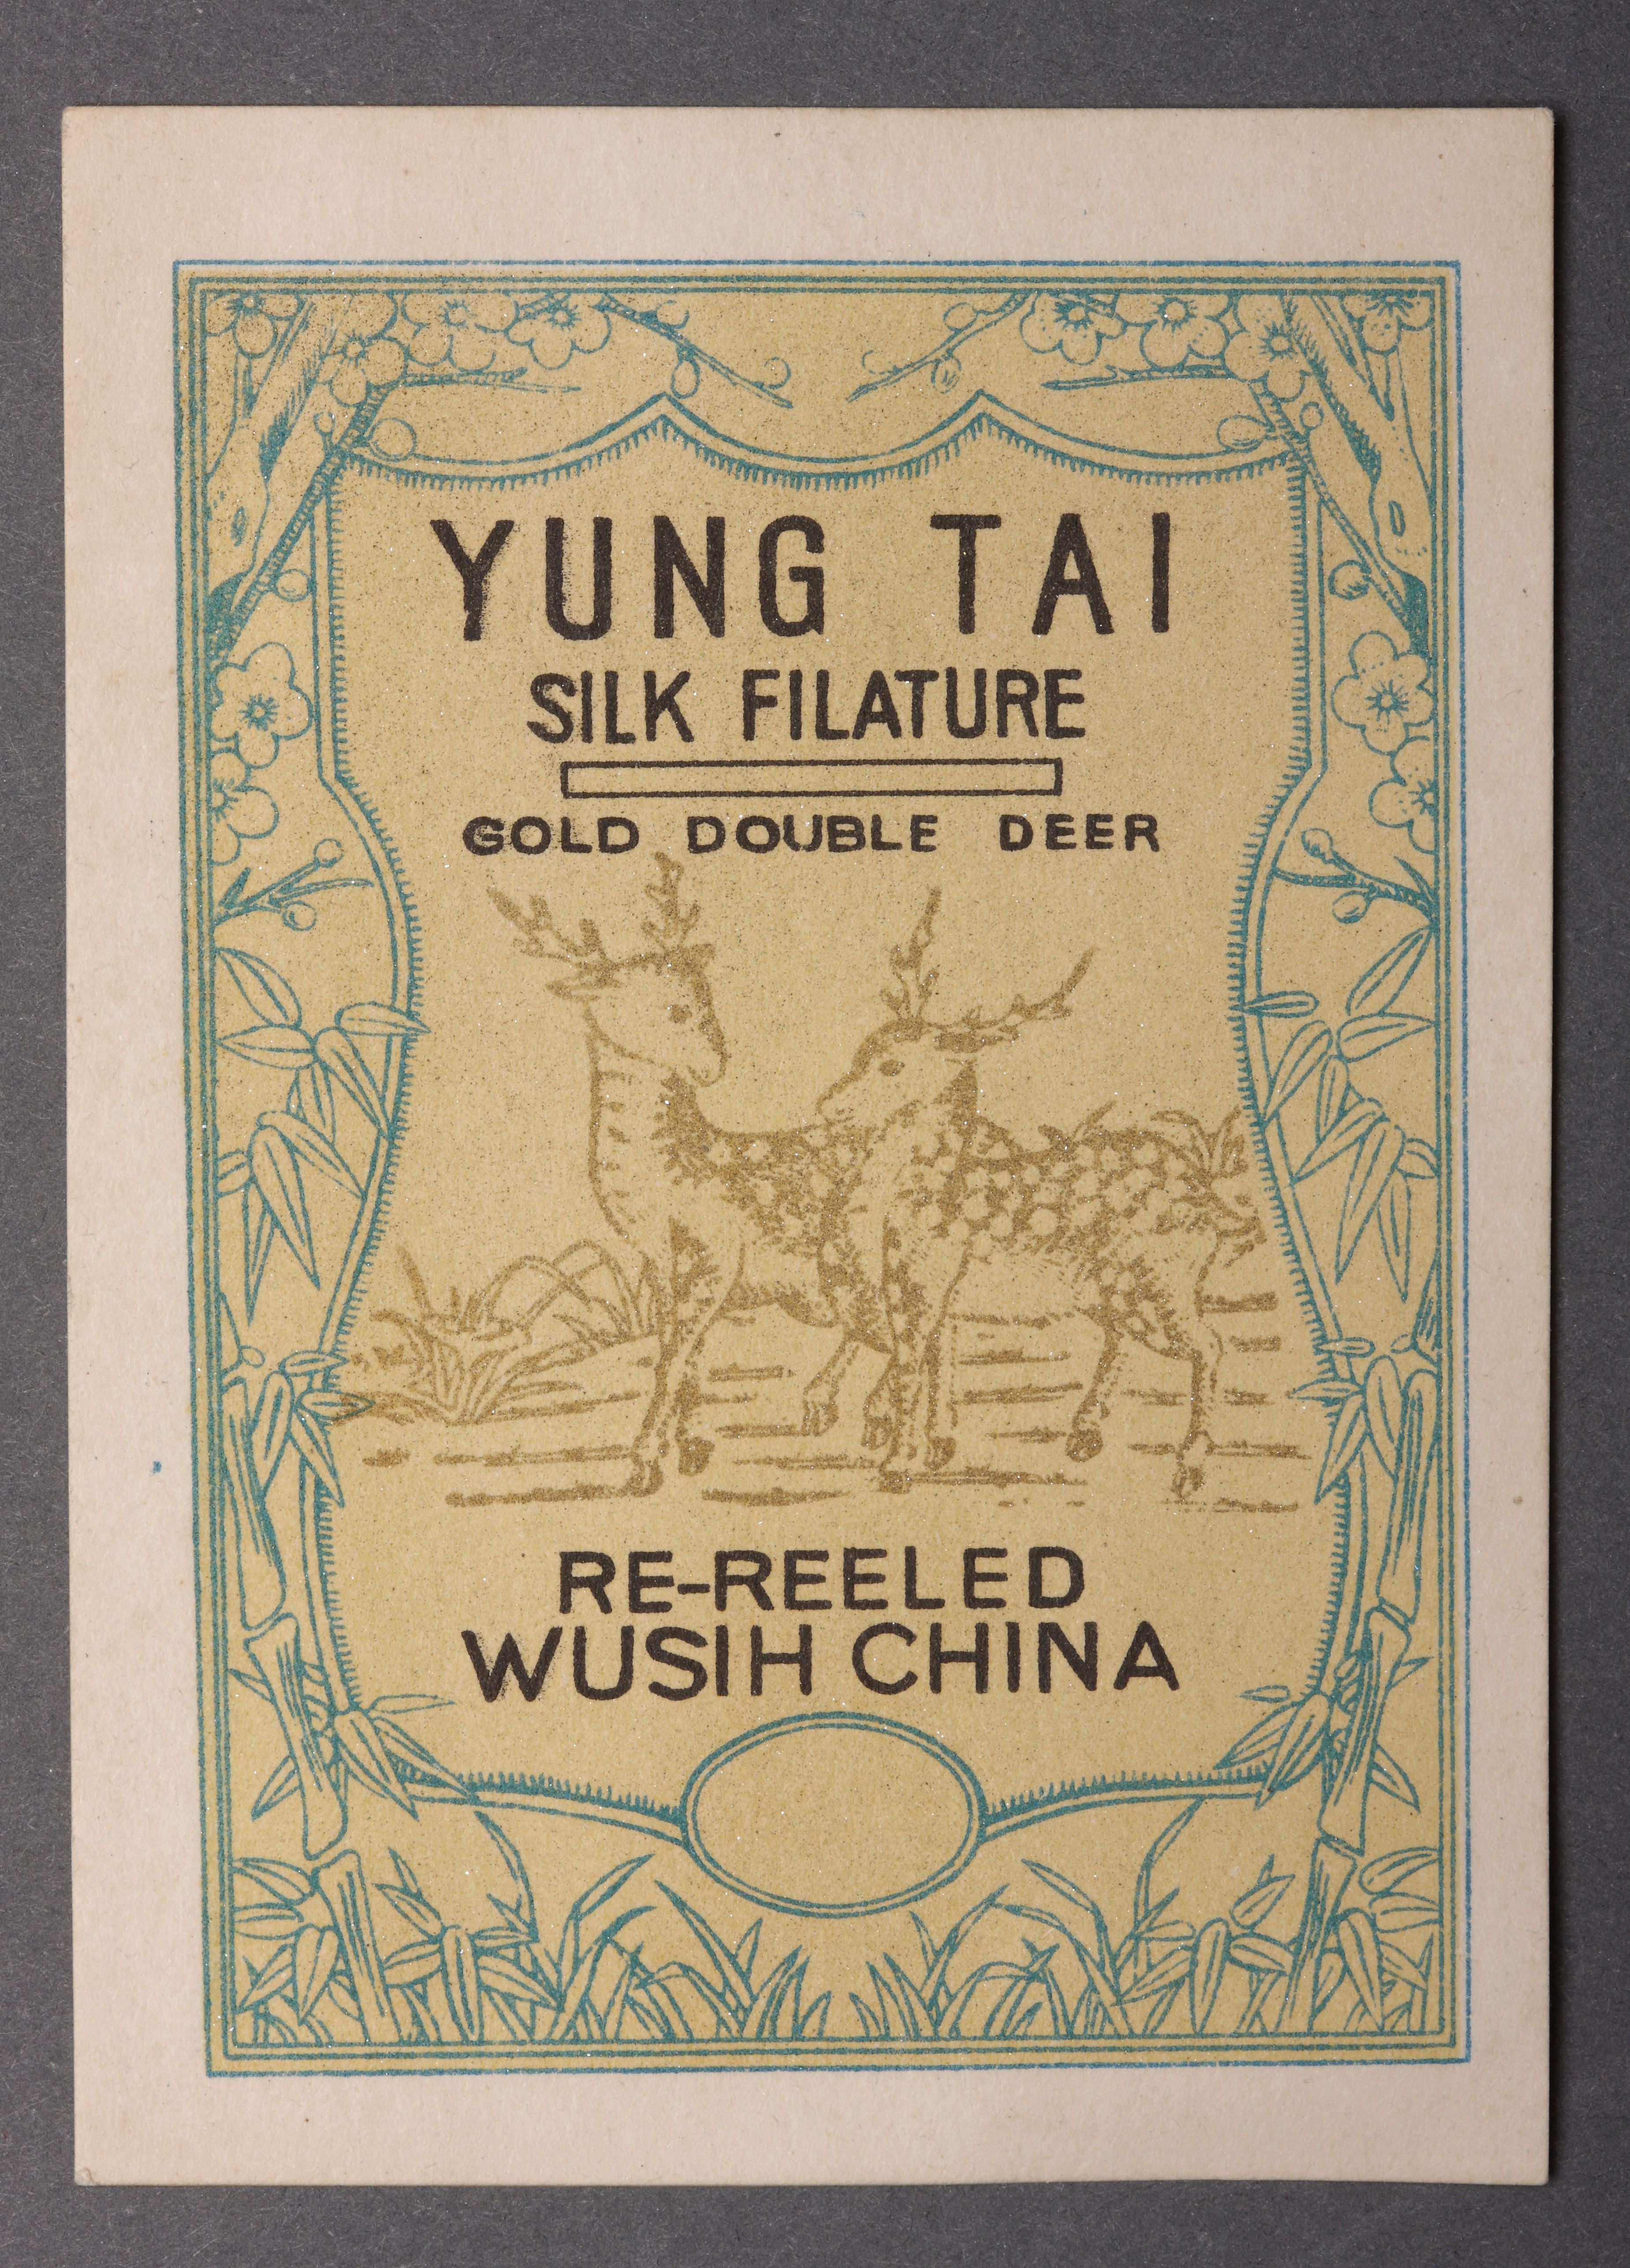 YUNG TAI
SILK FILATURE
GOLD DOUBLE DEER
RE-REELED
WUSIH CHINA